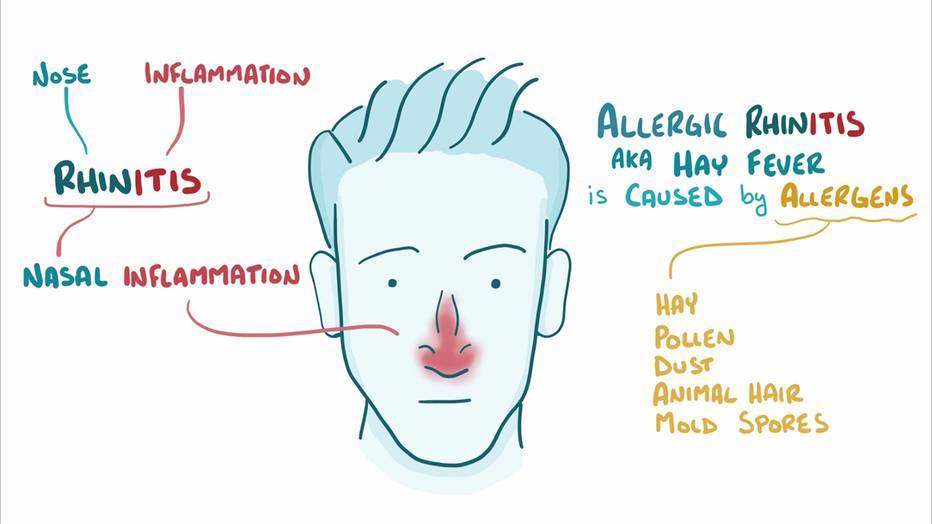 NOSE
INFLAMMATION
RHINITIS
NASAL INFLAMMATION
ALLERGIC RHINITIS
AKA HAY FEVER
is CAUSED by ALLERGENS
HAY
POLLEN
DUST
ANIMAL HAIR
MOLD SPORES